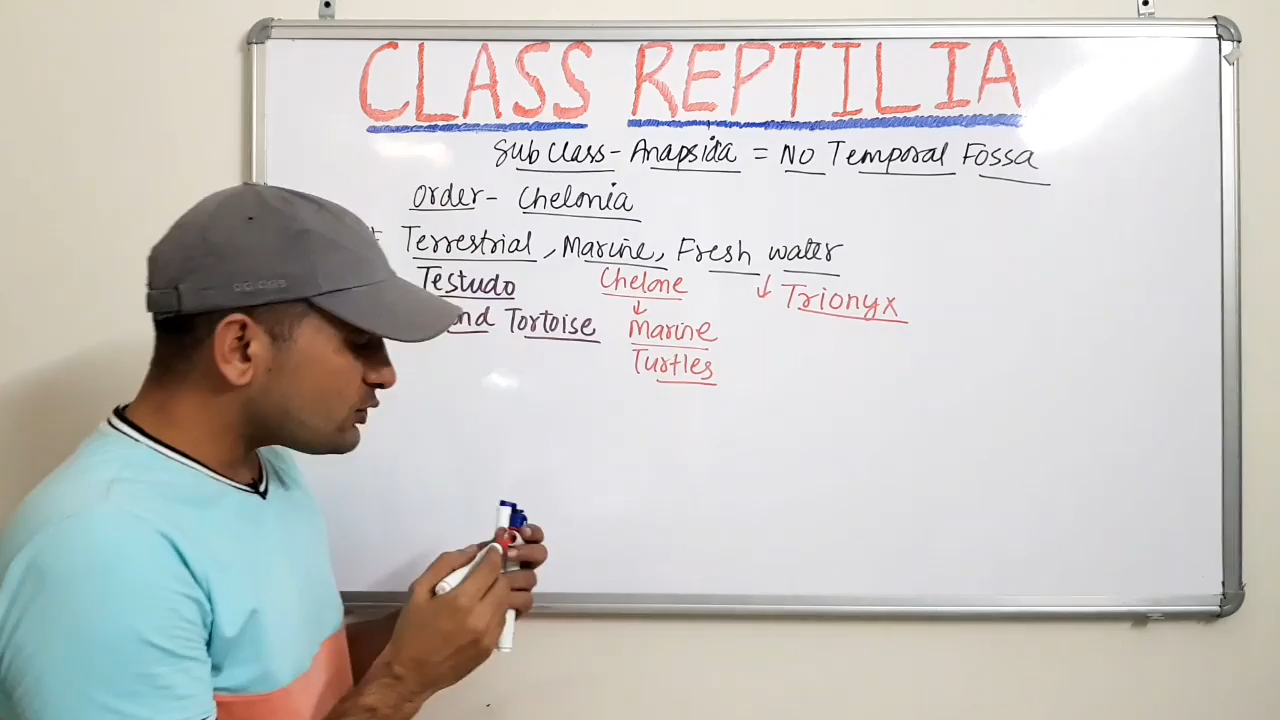 CLASS REPTILIA
Sub Class - Anapsida = No Temporal Fossa
Order - Chelonia
Terrestrial, Marine, Fresh water
Testudo Chelone ↓ Trionyx
Tortoise ↓ Marine
Turtles
adidas